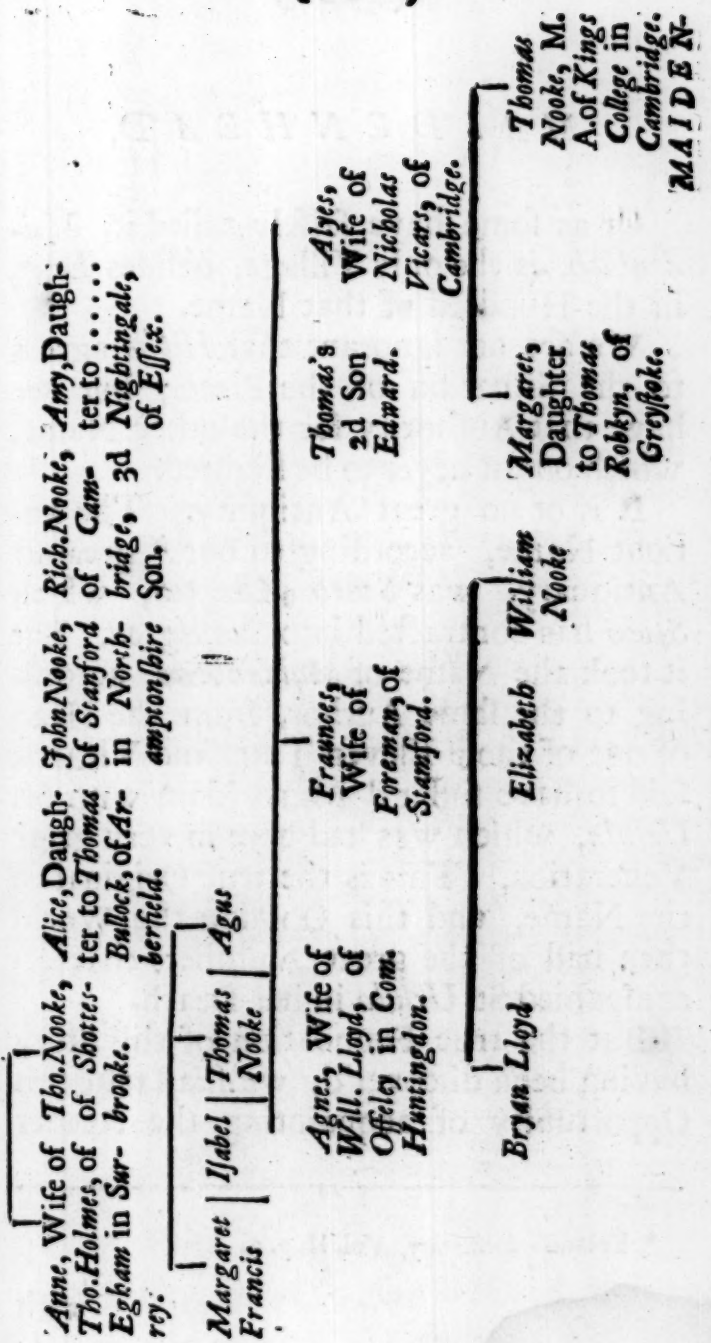 Anne, Wife of
Tho.Holmes, of
Egham in Sur-
rey.
Tho.Nooke,
of Shottes-
brooke.
Alice, Daugh-
ter to Thomas
Bullock, of Ar-
berfield.
John.Nooke,
of Stanford
in North-
amptonshire
Rich.Nooke,
of Cam-
bridge, 3d
Son.
Amy, Daugh-
ter to .....
Nightingale,
of Essex.
Margaret
Francis
Isabel
Thomas
Nooke
Agus
Agnes, Wife of
Will. Lloyd, of
Offeley in Com.
Huntingdon.
Fraunces,
Wife of
Foreman, of
Stamford.
Thomas's
2d Son
Edward.
Alyes,
Wife of
Nicholas
Vicars, of
Cambridge.
Bryan Lloyd
Elizabeth
William
Nooke
Margaret,
Daughter
to Thomas
Robkyn, of
Greystok.
Thomas
Nooke, M.
A. of Kings
College in
Cambridge.
MAIDEN-